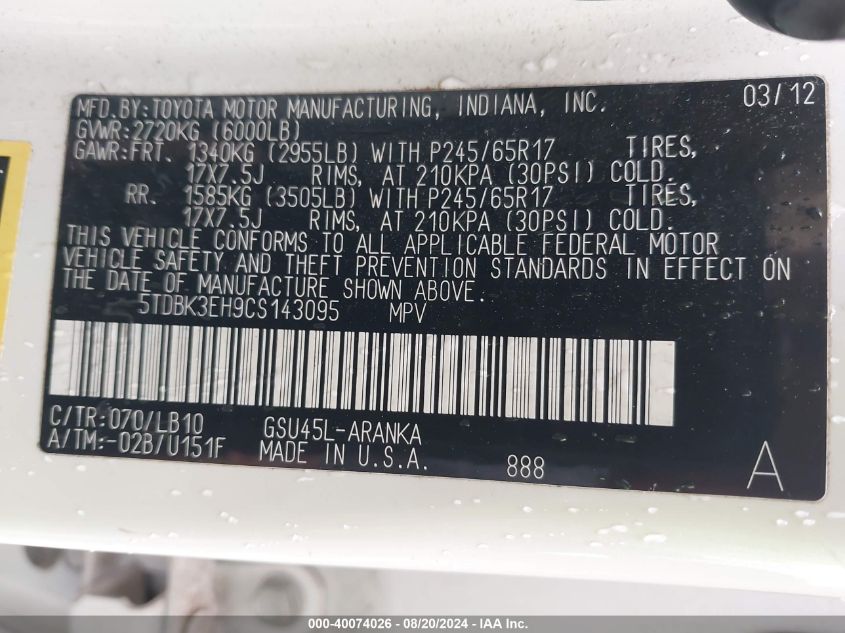 MFD. BY: TOYOTA MOTOR MANUFACTURING, INDIANA, INC. 03/12
GVWR: 2720KG (6000LB)
GAWR: FRT. 1340KG (2955LB) WITH P245/65R17 TIRES,
17X7.5J RIMS, AT 210KPA (30PSI) COLD.
RR. 1585KG (3505LB) WITH P245/65R17 TIRES,
17X7.5J RIMS, AT 210KPA (30PSI) COLD.
THIS VEHICLE CONFORMS TO ALL APPLICABLE FEDERAL MOTOR
VEHICLE SAFETY AND THEFT PREVENTION STANDARDS IN EFFECT ON
THE DATE OF MANUFACTURE SHOWN ABOVE.
5TDBK3EH9CS143095 MPV
C/TR: 070/LB10 GSU45L-ARANKA
A/TM: -02B/U151F MADE IN U.S.A. 888 A
000-40074026 - 08/20/2024 - IAA Inc.